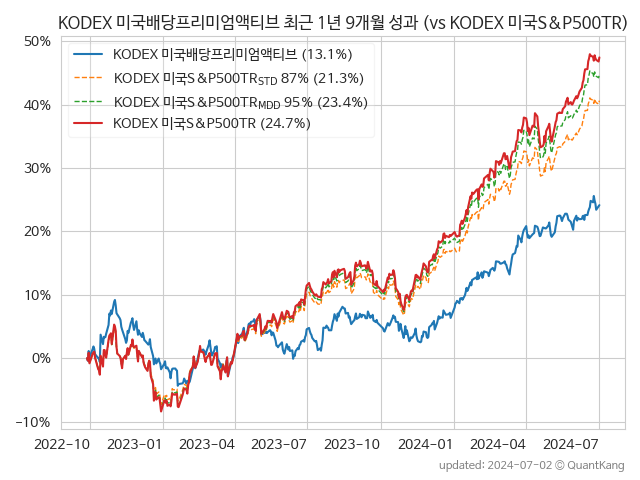 KODEX 미국배당프리미엄액티브 최근 1년 9개월 성과 (vs KODEX 미국S&P500TR)
50%
40%
30%
20%
10%
0%
−10%
KODEX 미국배당프리미엄액티브 (13.1%)
KODEX 미국S&P500TR STD 87% (21.3%)
KODEX 미국S&P500TR MDD 95% (23.4%)
KODEX 미국S&P500TR (24.7%)
2022-10 2023-01 2023-04 2023-07 2023-10 2024-01 2024-04 2024-07
updated: 2024-07-02 © QuantKang